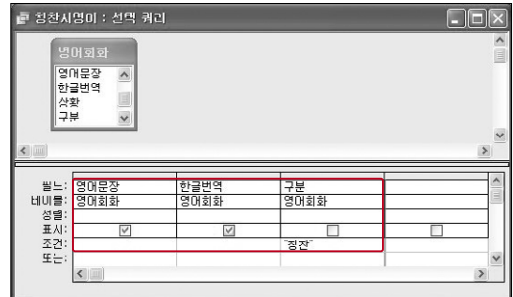 칭찬시명미 : 선택 쿼리
영어회화
영어문장
한글번역
상황
구분
필드: 영어문장 한글번역 구분
테이블: 영어회화 영어회화 영어회화
정렬:
표시:
조건: "칭찬"
또는: